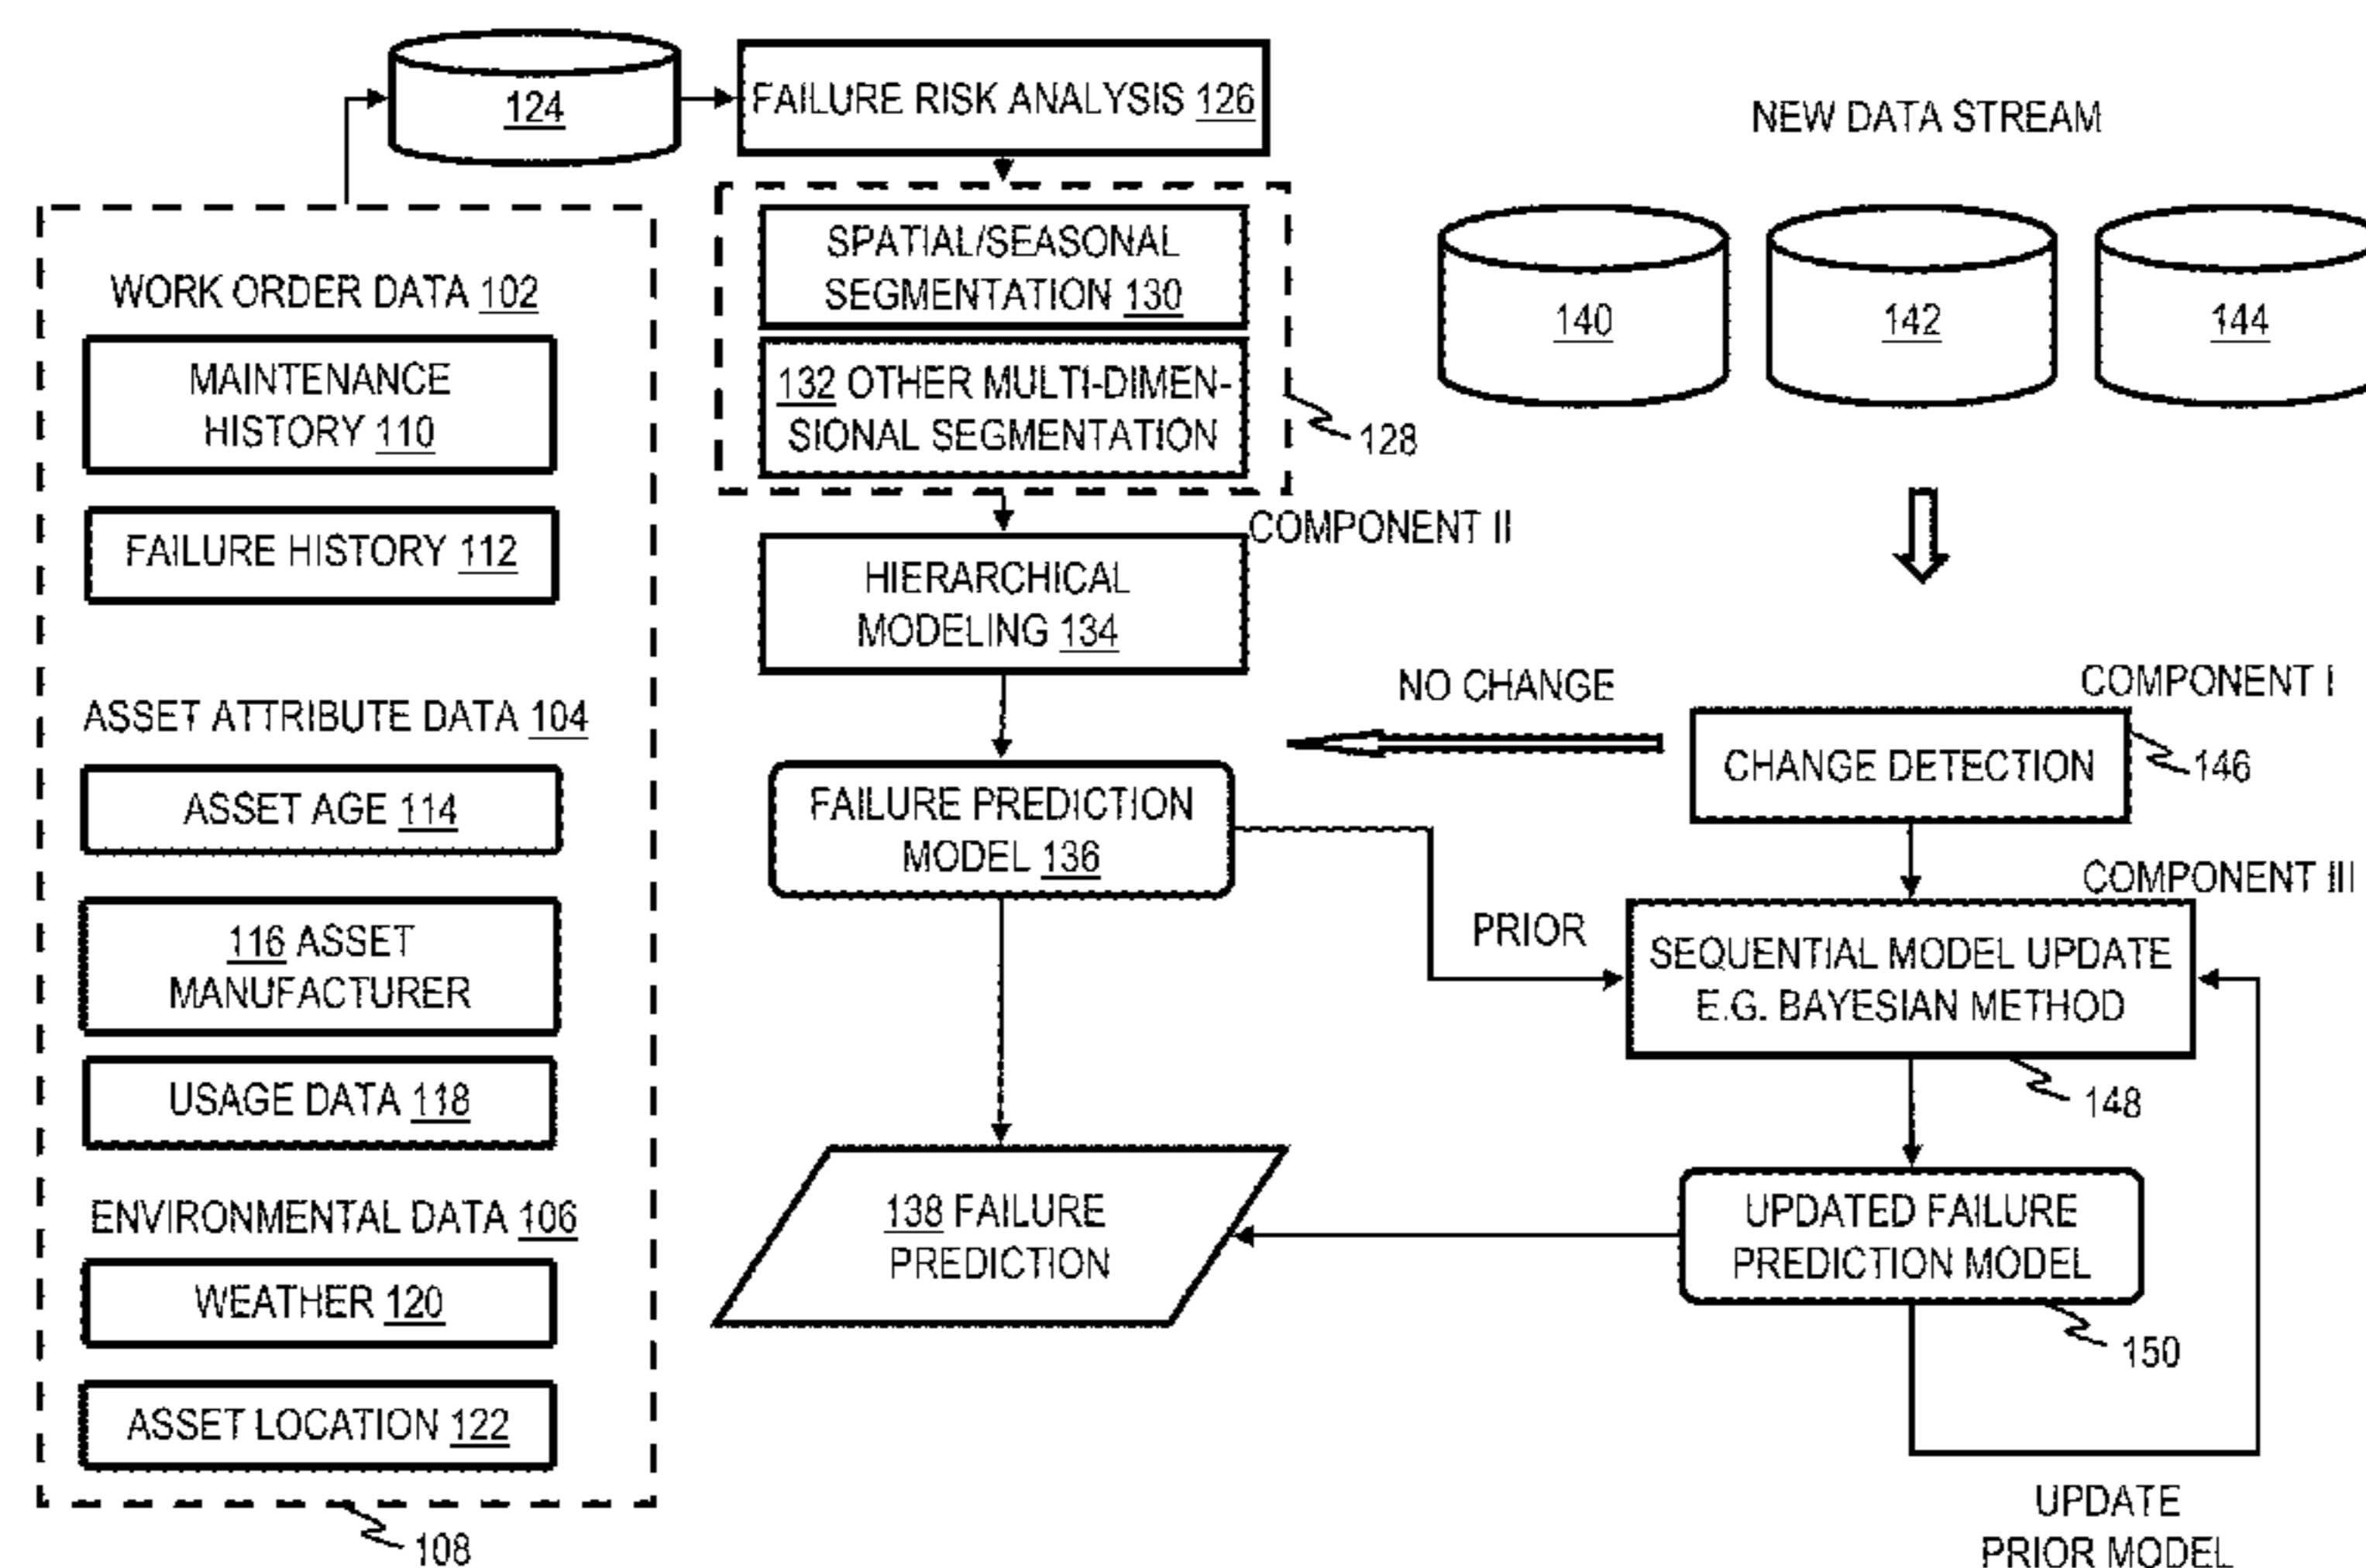 124
FAILURE RISK ANALYSIS 126
NEW DATA STREAM
WORK ORDER DATA 102
MAINTENANCE
HISTORY 110
FAILURE HISTORY 112
ASSET ATTRIBUTE DATA 104
ASSET AGE 114
116 ASSET
MANUFACTURER
USAGE DATA 118
ENVIRONMENTAL DATA 106
WEATHER 120
ASSET LOCATION 122
108
SPATIAL/SEASONAL
SEGMENTATION 130
132 OTHER MULTI-DIMEN-
SIONAL SEGMENTATION
128
COMPONENT II
HIERARCHICAL
MODELING 134
FAILURE PREDICTION
MODEL 136
138 FAILURE
PREDICTION
140
142
144
NO CHANGE
COMPONENT I
CHANGE DETECTION
146
COMPONENT III
PRIOR
SEQUENTIAL MODEL UPDATE
E.G. BAYESIAN METHOD
148
UPDATED FAILURE
PREDICTION MODEL
150
UPDATE
PRIOR MODEL